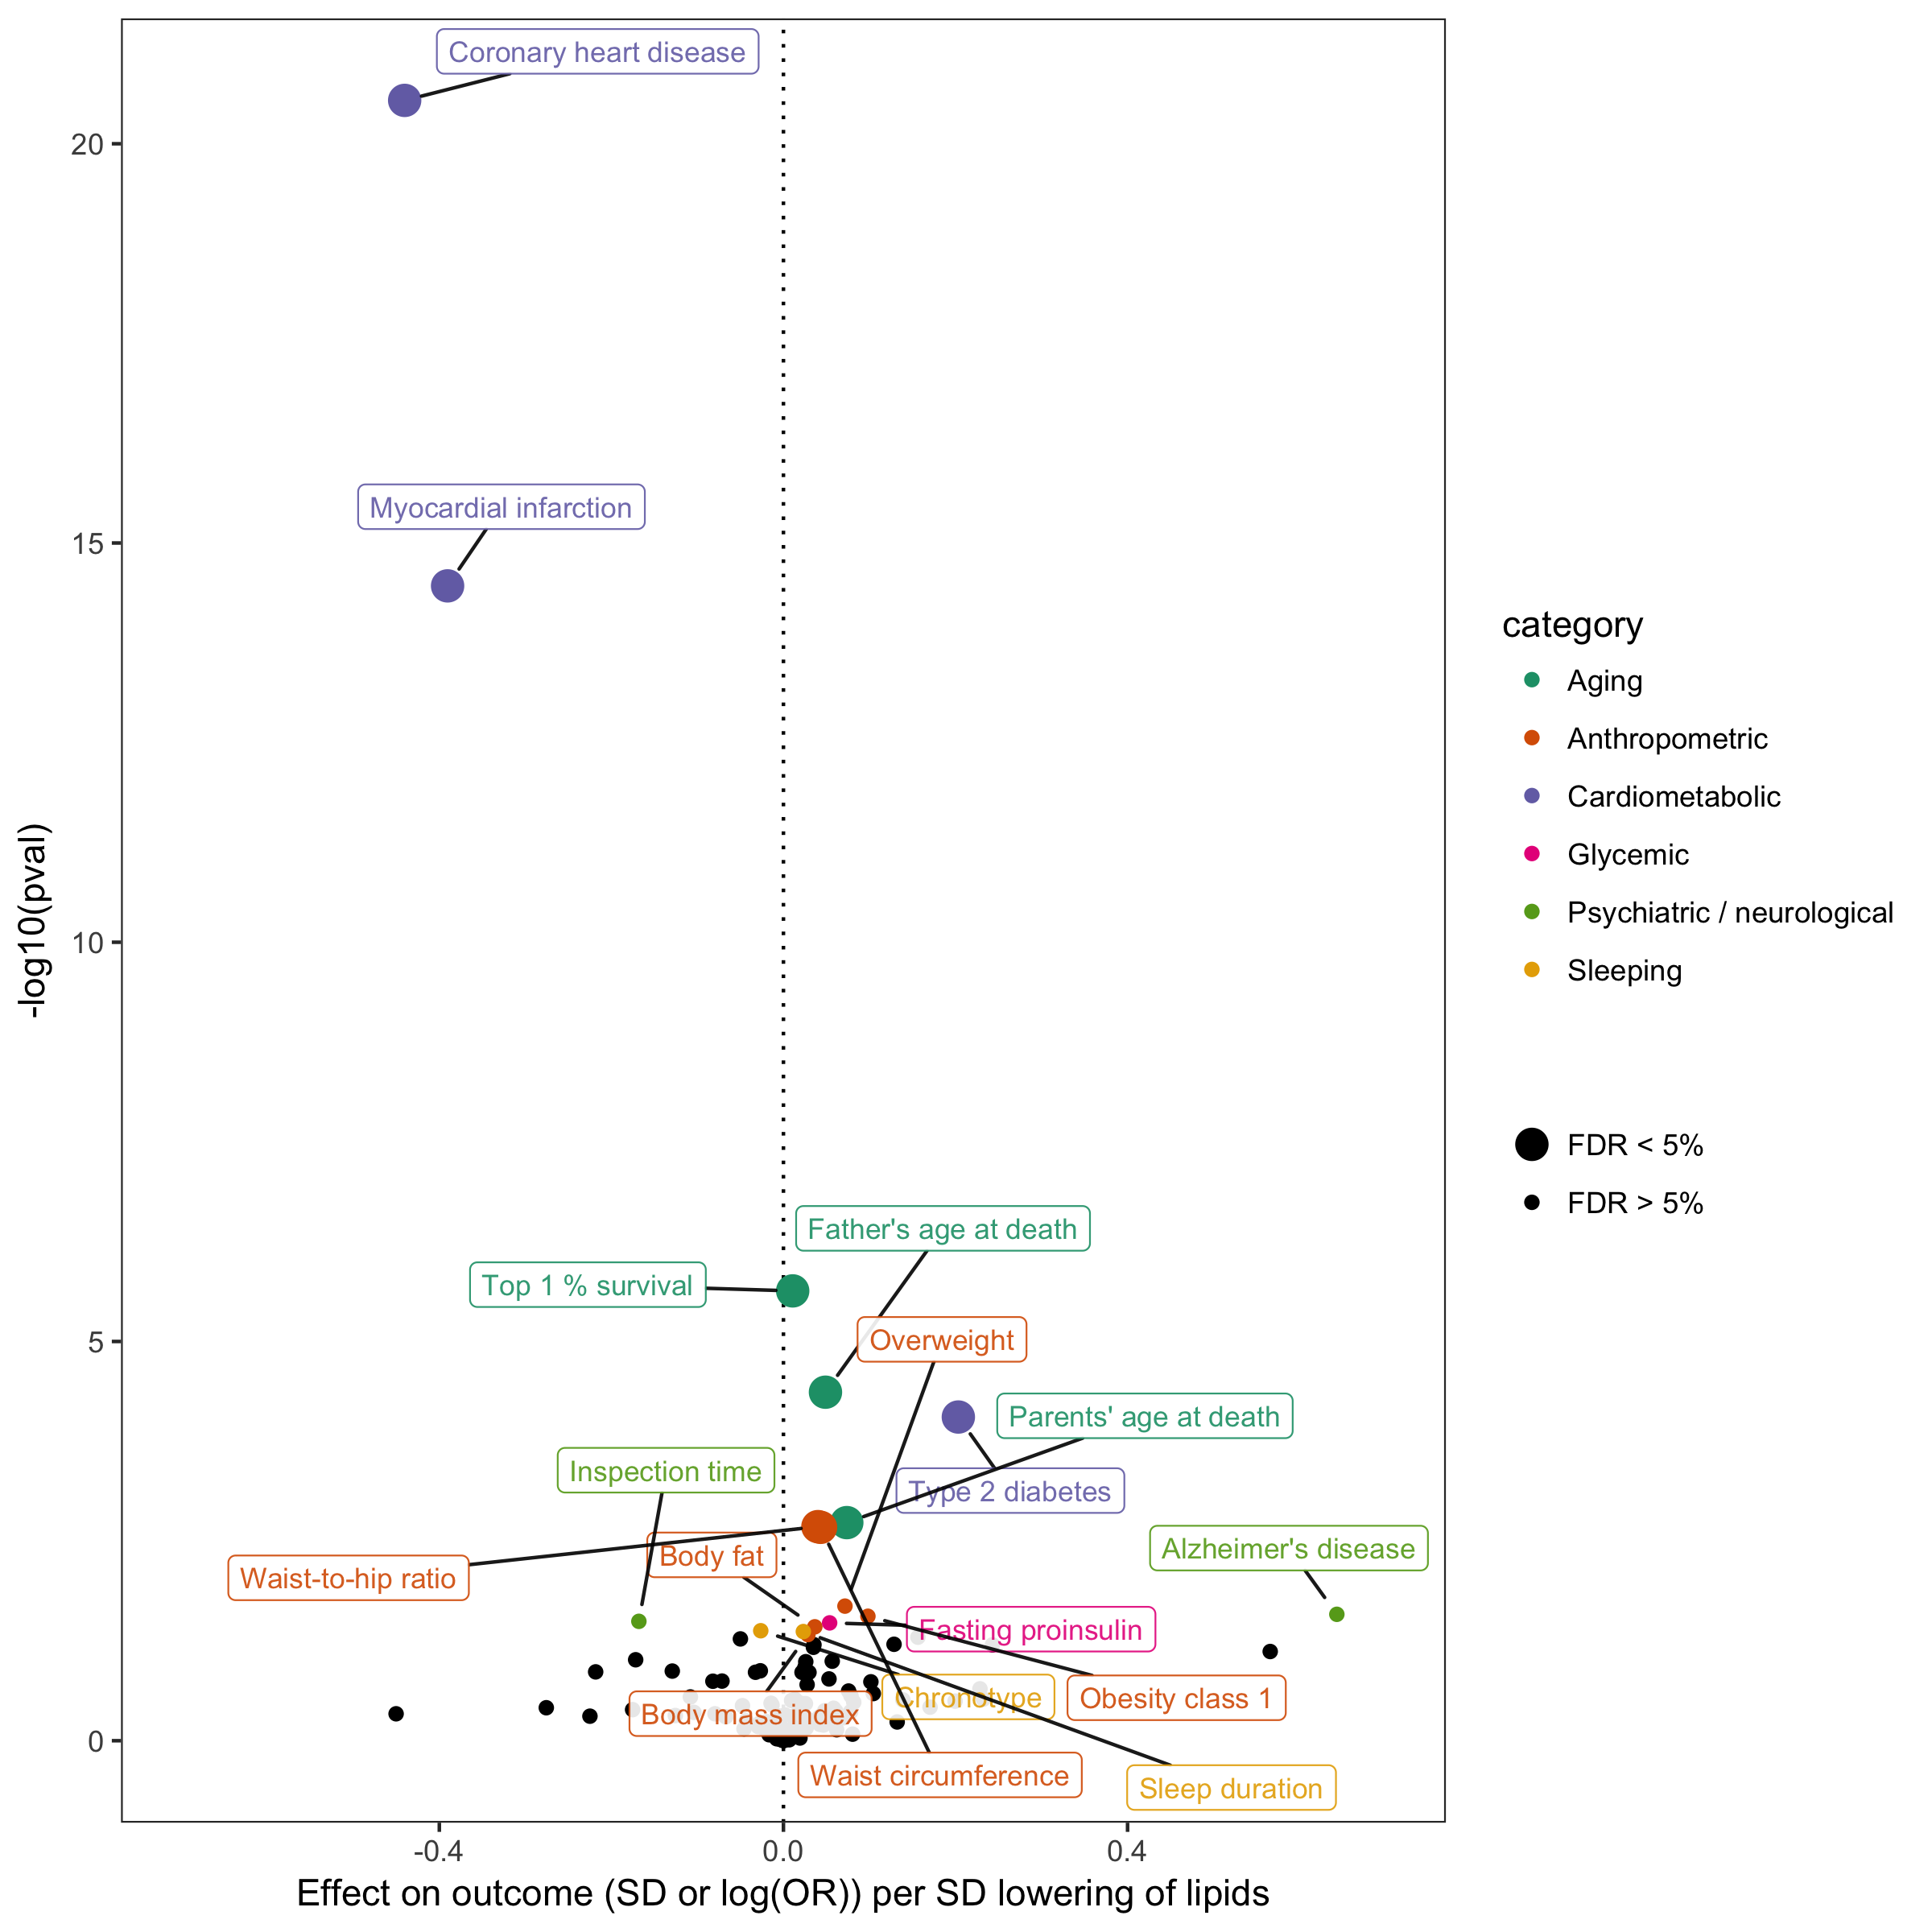 Coronary heart disease
20
Myocardial infarction
15
10
-log10(pval)
Father's age at death
Top 1 % survival
5
Overweight
Parents' age at death
Inspection time
Type 2 diabetes
Alzheimer's disease
Body fat
Waist-to-hip ratio
Fasting proinsulin
Chronotype
Obesity class 1
Body mass index
0
Waist circumference
Sleep duration
-0.4
0.0
0.4
Effect on outcome (SD or log(OR)) per SD lowering of lipids
category
Aging
Anthropometric
Cardiometabolic
Glycemic
Psychiatric / neurological
Sleeping
FDR < 5%
FDR > 5%